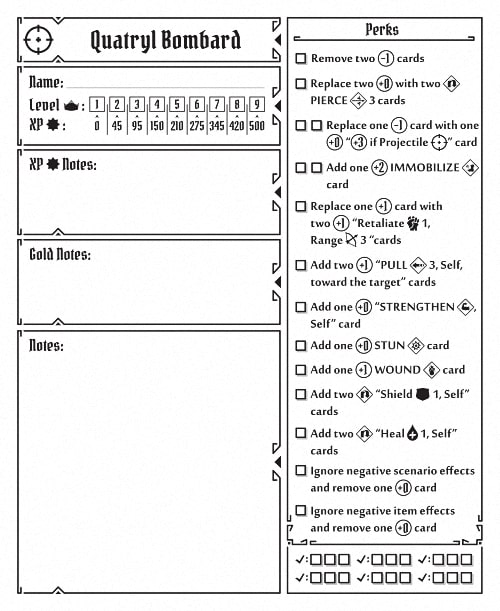 Quatryl Bombard
Name:
Level : 1 2 3 4 5 6 7 8 9
XP : 0 45 95 150 210 275 345 420 500
XP Notes:
Gold Notes:
Notes:
Perks
Remove two -1 cards
Replace two +0 with two
PIERCE 3 cards
Replace one -1 card with one
+0 “+3 if Projectile ” card
Add one +2 IMMOBILIZE
card
Replace one +1 card with
two +1 “Retaliate 1,
Range 3 “cards
Add two +1 “PULL 3, Self,
toward the target” cards
Add one +0 “STRENGTHEN ,
Self” card
Add one +0 STUN card
Add one +1 WOUND card
Add two “Shield 1, Self”
cards
Add two “Heal 1, Self”
cards
Ignore negative scenario effects
and remove one +0 card
Ignore negative item effects
and remove one +0 card
✓: ✓: ✓:
✓: ✓: ✓: